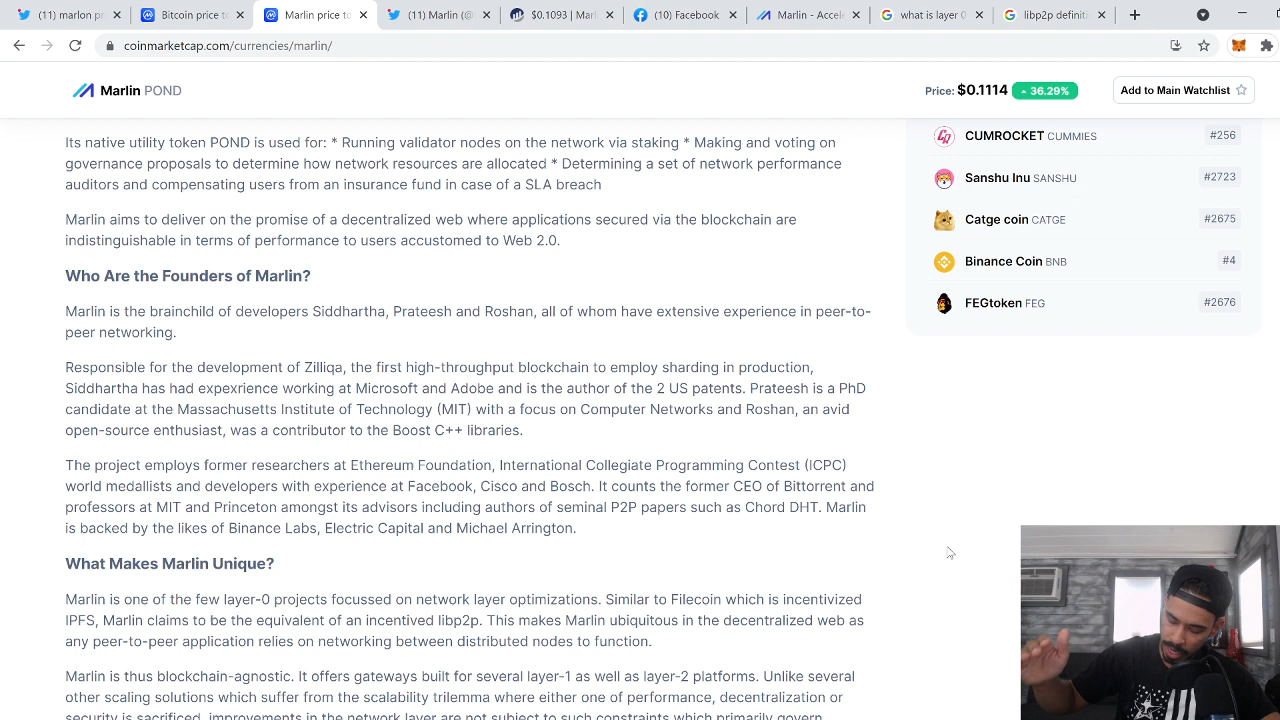 (11) marlon pr
Bitcoin price to
Marlin price to
(11) Marlin (@
$0.1093 | Marl
(10) Facebook
Marlin - Accele
what is layer 0
libp2p definiti
coinmarketcap.com/currencies/marlin/
Marlin POND
Price: $0.1114 36.29%
Add to Main Watchlist
Its native utility token POND is used for: * Running validator nodes on the network via staking * Making and voting on
governance proposals to determine how network resources are allocated * Determining a set of network performance
auditors and compensating users from an insurance fund in case of a SLA breach
Marlin aims to deliver on the promise of a decentralized web where applications secured via the blockchain are
indistinguishable in terms of performance to users accustomed to Web 2.0.
Who Are the Founders of Marlin?
Marlin is the brainchild of developers Siddhartha, Prateesh and Roshan, all of whom have extensive experience in peer-to-
peer networking.
Responsible for the development of Zilliqa, the first high-throughput blockchain to employ sharding in production,
Siddhartha has had expexrience working at Microsoft and Adobe and is the author of the 2 US patents. Prateesh is a PhD
candidate at the Massachusetts Institute of Technology (MIT) with a focus on Computer Networks and Roshan, an avid
open-source enthusiast, was a contributor to the Boost C++ libraries.
The project employs former researchers at Ethereum Foundation, International Collegiate Programming Contest (ICPC)
world medallists and developers with experience at Facebook, Cisco and Bosch. It counts the former CEO of Bittorrent and
professors at MIT and Princeton amongst its advisors including authors of seminal P2P papers such as Chord DHT. Marlin
is backed by the likes of Binance Labs, Electric Capital and Michael Arrington.
What Makes Marlin Unique?
Marlin is one of the few layer-0 projects focussed on network layer optimizations. Similar to Filecoin which is incentivized
IPFS, Marlin claims to be the equivalent of an incentived libp2p. This makes Marlin ubiquitous in the decentralized web as
any peer-to-peer application relies on networking between distributed nodes to function.
Marlin is thus blockchain-agnostic. It offers gateways built for several layer-1 as well as layer-2 platforms. Unlike several
other scaling solutions which suffer from the scalability trilemma where either one of performance, decentralization or
security is sacrificed, improvements in the network layer are not subject to such constraints which primarily govern
CUMROCKET CUMMIES #256
Sanshu Inu SANSHU #2723
Catge coin CATGE #2675
Binance Coin BNB #4
FEGtoken FEG #2676